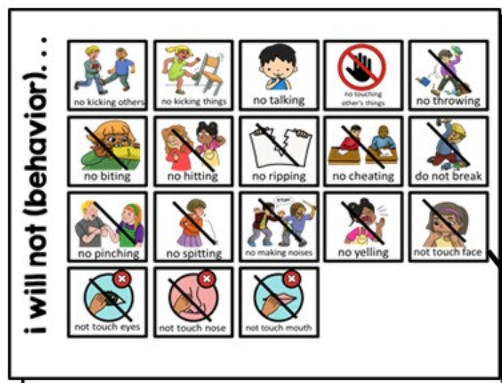 i will not (behavior)...
no kicking others
no kicking things
no talking
no touching
other's things
no throwing
no biting
no hitting
no ripping
no cheating
do not break
no pinching
no spitting
STOP
no making noises
no yelling
not touch face
not touch eyes
not touch nose
not touch mouth